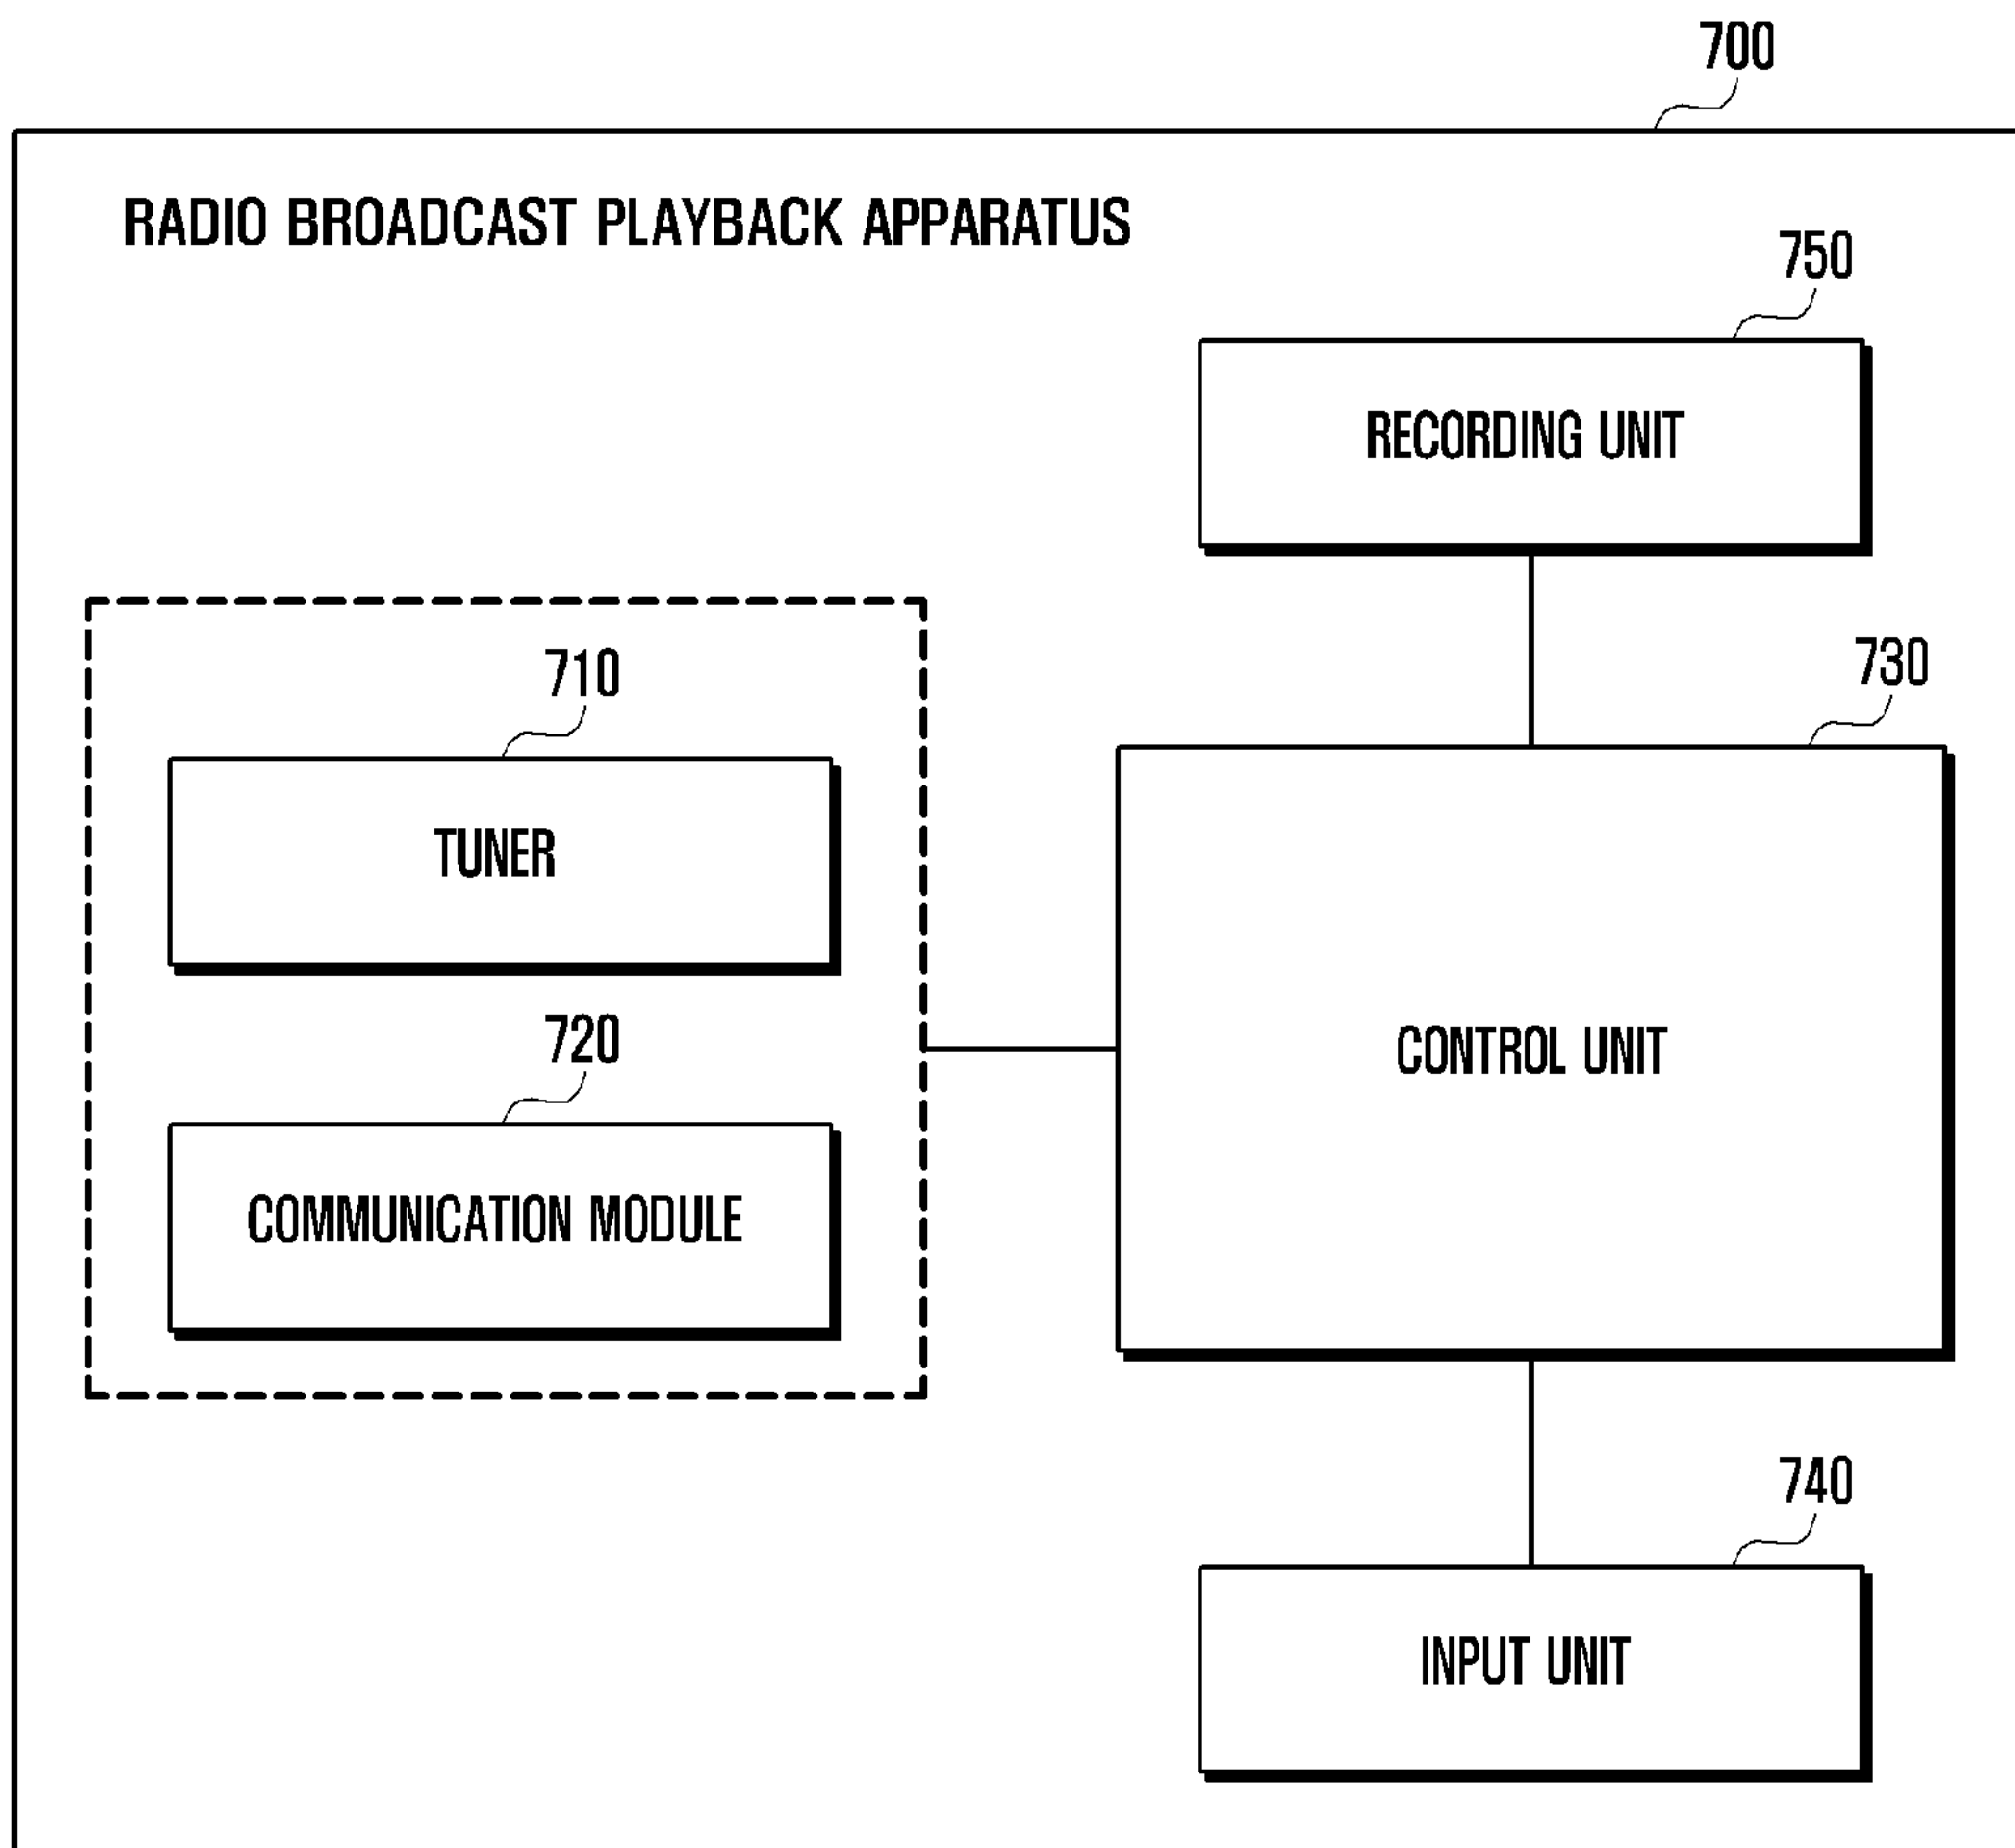 700
RADIO BROADCAST PLAYBACK APPARATUS
750
RECORDING UNIT
710
TUNER
730
CONTROL UNIT
720
COMMUNICATION MODULE
740
INPUT UNIT